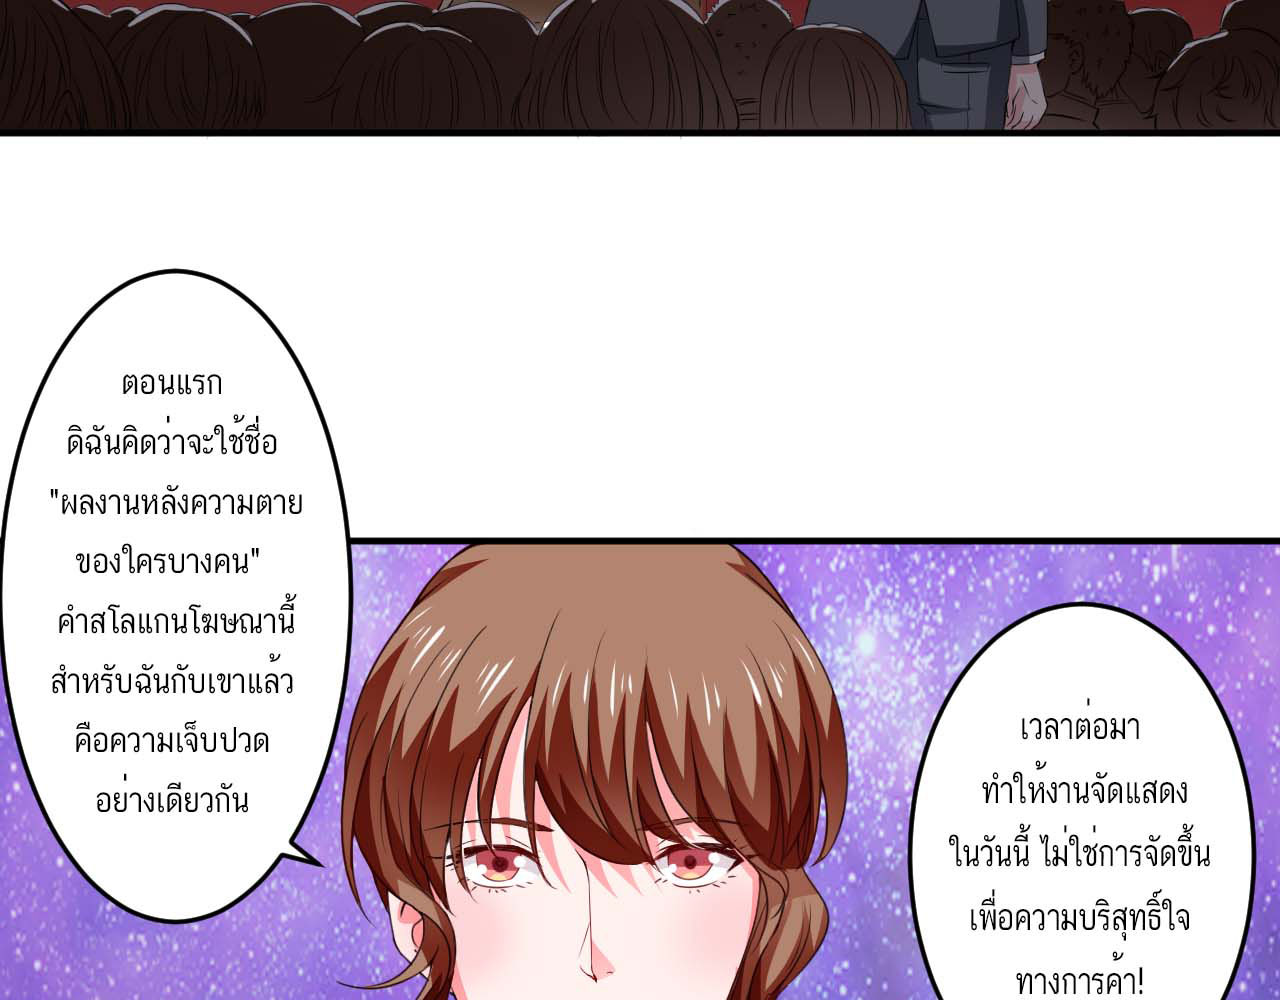 ตอนแรก
ดิฉันคิดว่าจะใช้ชื่อ
"ผลงานหลังความตาย
ของใครบางคน"
คำสโลแกนโฆษณานี้
สำหรับฉันกับเขาแล้ว
คือความเจ็บปวด
อย่างเดียวกัน
เวลาต่อมา
ทำให้งานจัดแสดง
ในวันนี้ ไม่ใช่การจัดขึ้น
เพื่อความบริสุทธิ์ใจ
ทางการค้า!